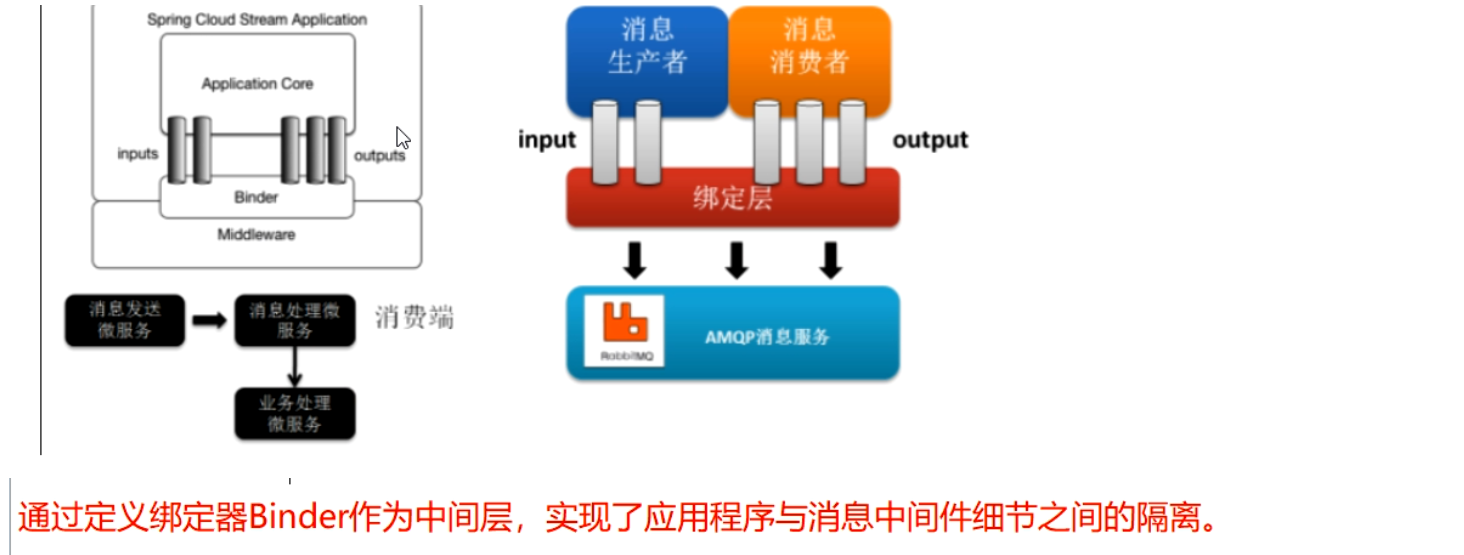 Spring Cloud Stream Application
Application Core
inputs
outputs
Binder
Middleware
消息发送
微服务
消息处理微
服务
消费端
业务处理
微服务
消息
生产者
消息
消费者
input
output
绑定层
RabbitMQ
AMQP消息服务
通过定义绑定器Binder作为中间层，实现了应用程序与消息中间件细节之间的隔离。